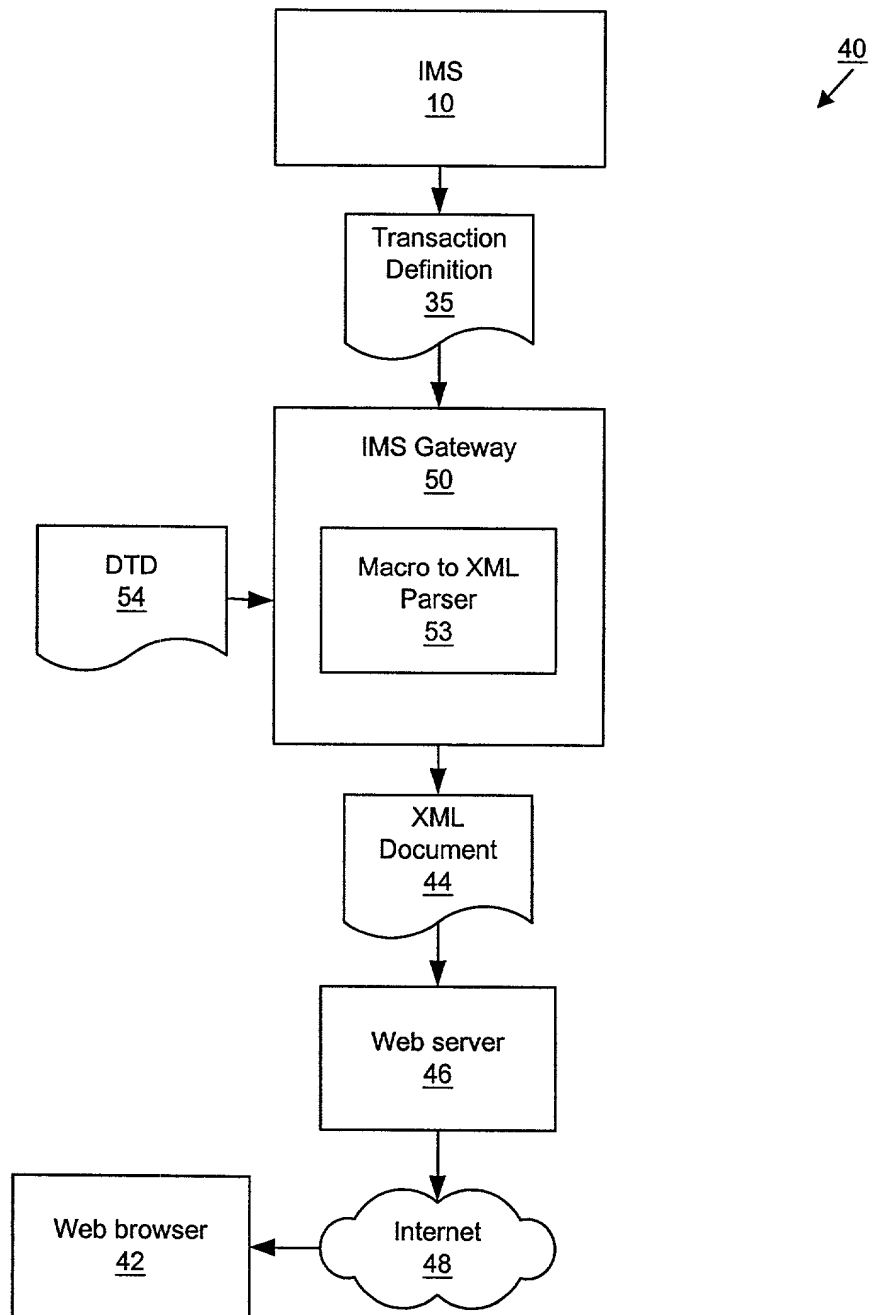 40
IMS
10
Transaction
Definition
35
IMS Gateway
50
DTD
54
Macro to XML
Parser
53
XML
Document
44
Web server
46
Web browser
42
Internet
48